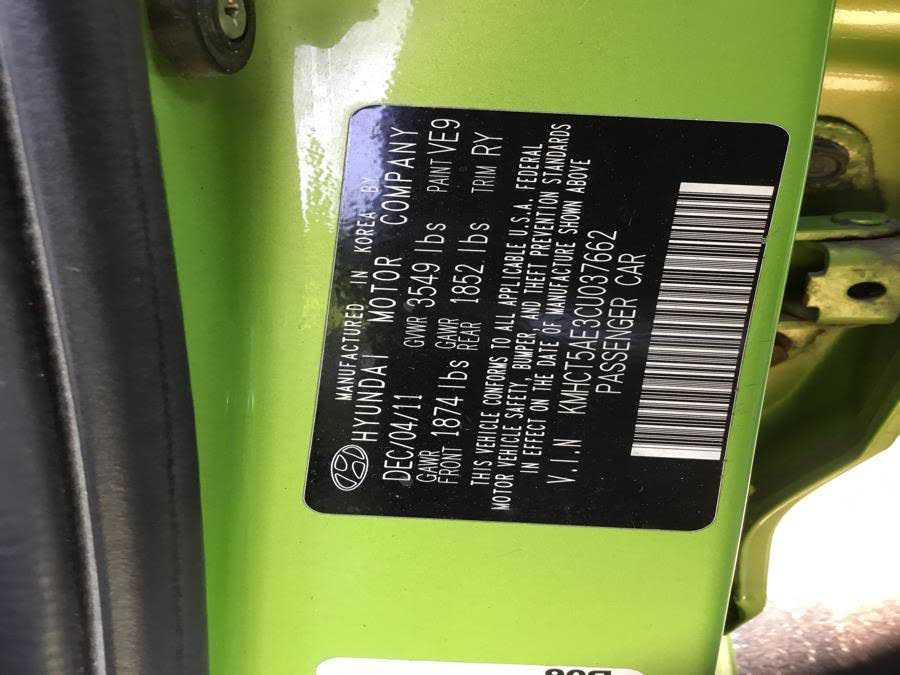 MANUFACTURED IN KOREA BY
HYUNDAI MOTOR COMPANY
DEC/04/11 GVWR 3549 lbs PAINT VE9
GAWR FRONT 1874 lbs GAWR REAR 1852 lbs TRIM RY
THIS VEHICLE CONFORMS TO ALL APPLICABLE U.S.A. FEDERAL
MOTOR VEHICLE SAFETY, BUMPER, AND THEFT PREVENTION STANDARDS
IN EFFECT ON THE DATE OF MANUFACTURE SHOWN ABOVE
V.I.N KMHCT5AE3CU037662
PASSENGER CAR